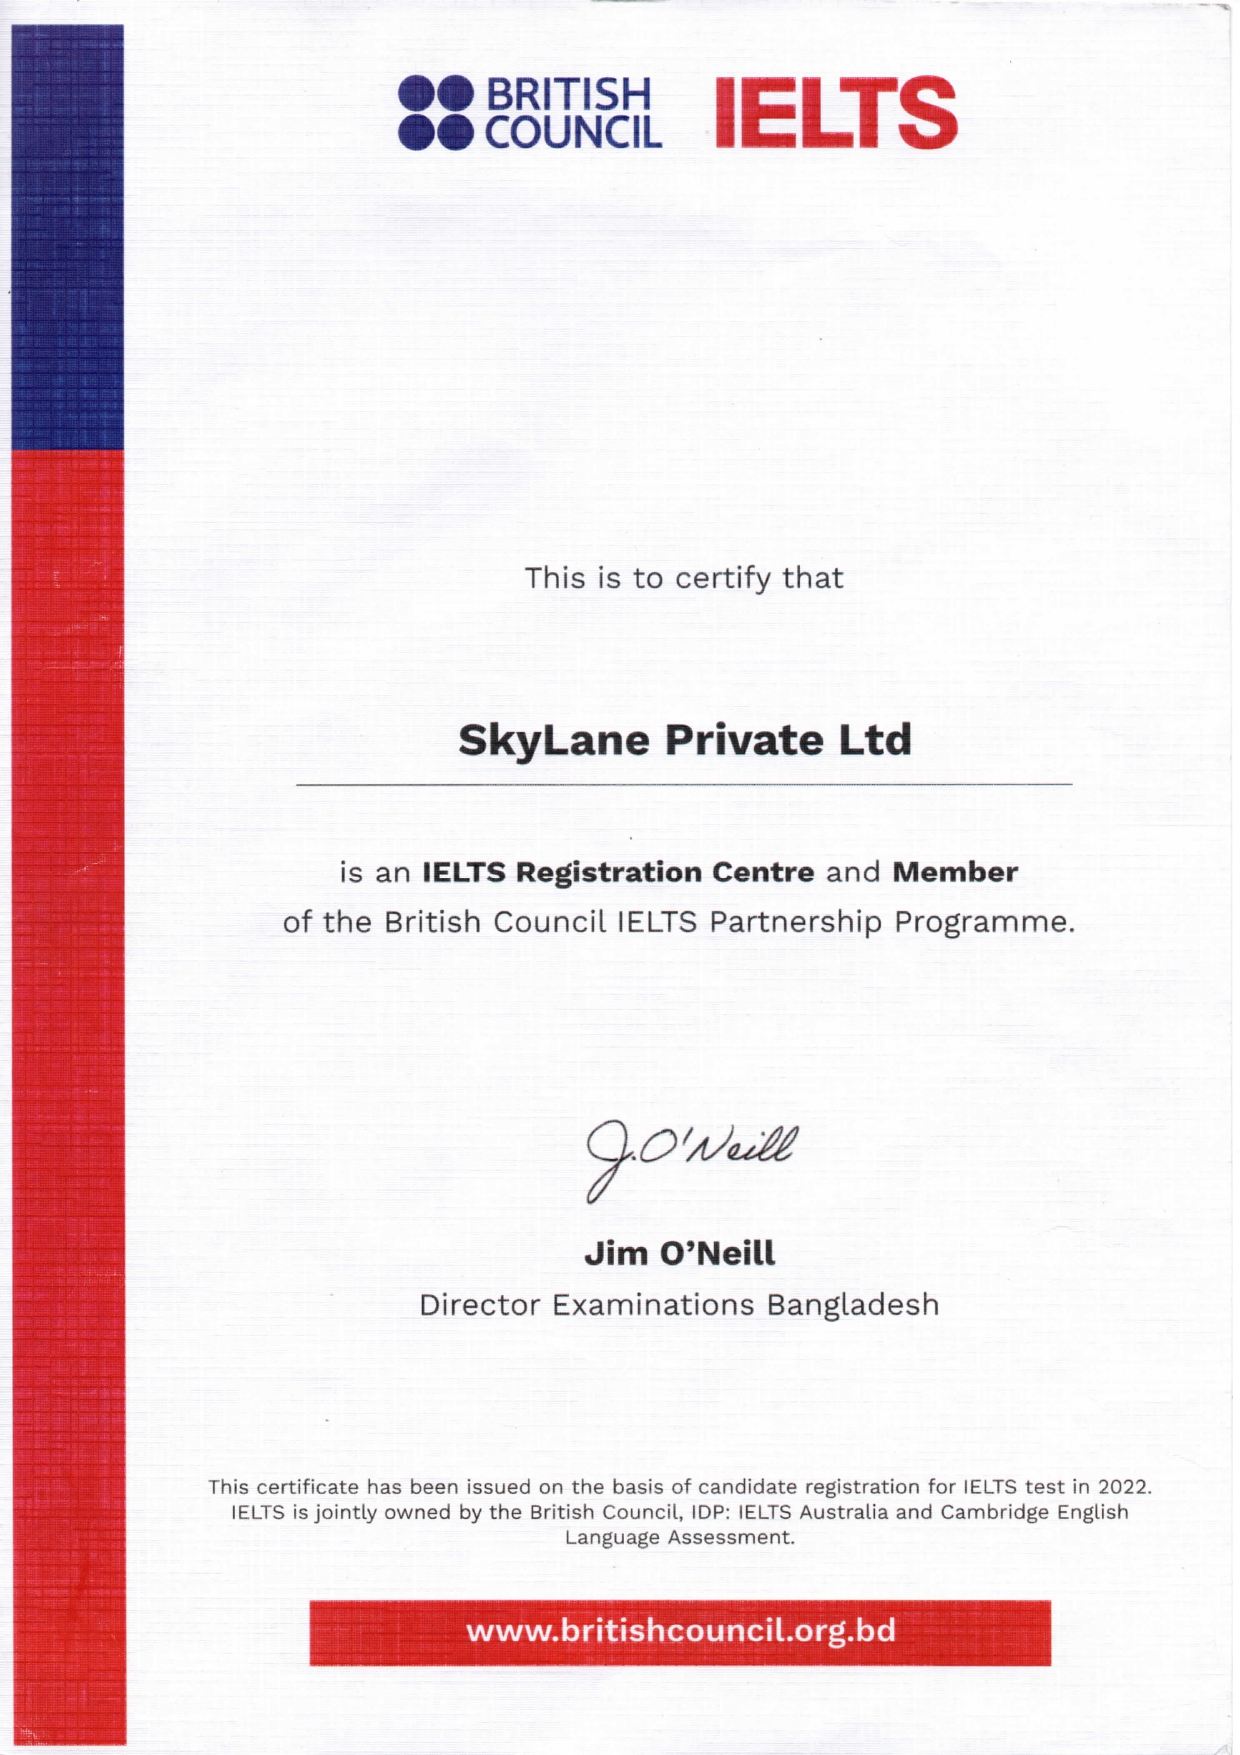 BRITISH
COUNCIL
IELTS
This is to certify that
SkyLane Private Ltd
is an IELTS Registration Centre and Member
of the British Council IELTS Partnership Programme.
J.O'Neill
Jim O’Neill
Director Examinations Bangladesh
This certificate has been issued on the basis of candidate registration for IELTS test in 2022.
IELTS is jointly owned by the British Council, IDP: IELTS Australia and Cambridge English
Language Assessment.
www.britishcouncil.org.bd